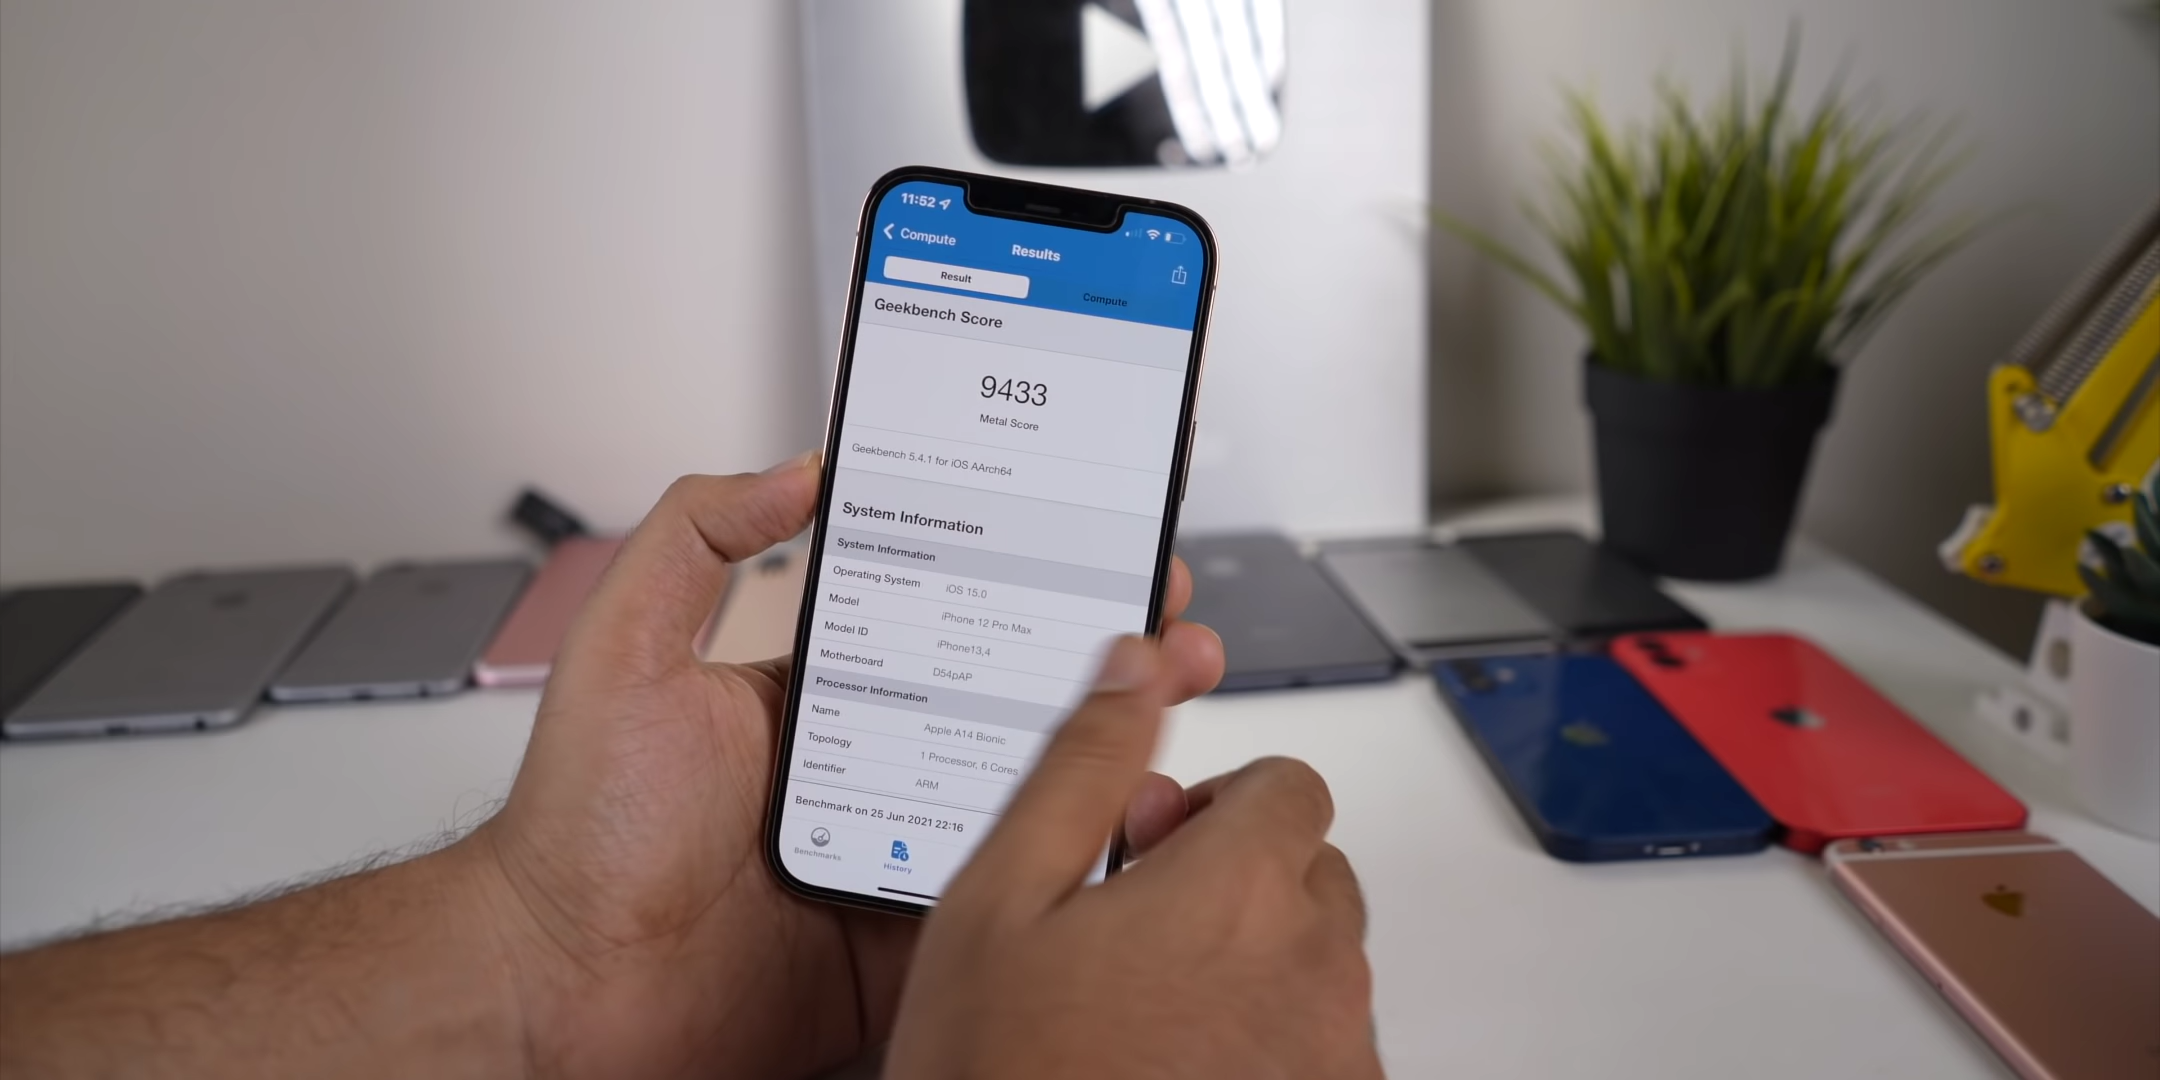 11:52
Compute
Results
Result
Compute
Geekbench Score
9433
Metal Score
Geekbench 5.4.1 for iOS AArch64
System Information
System Information
Operating System iOS 15.0
Model iPhone 12 Pro Max
Model ID iPhone13,4
Motherboard D54pAP
Processor Information
Name Apple A14 Bionic
Topology 1 Processor, 6 Cores
Identifier ARM
Benchmark on 25 Jun 2021 22:16
Benchmarks
History